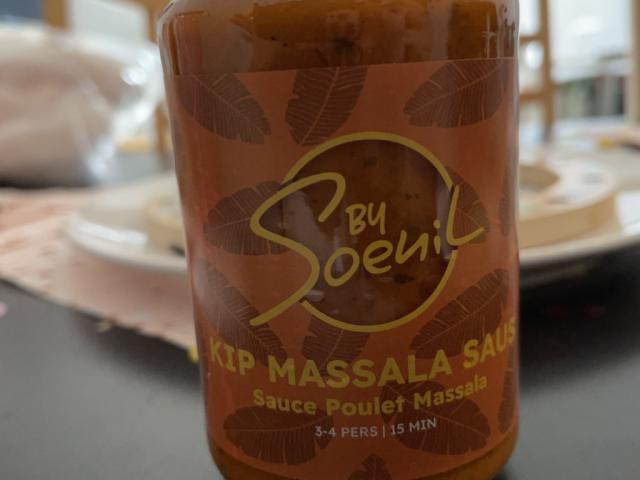 BY
Soenil
KIP MASSALA SAUS
Sauce Poulet Massala
3-4 PERS | 15 MIN